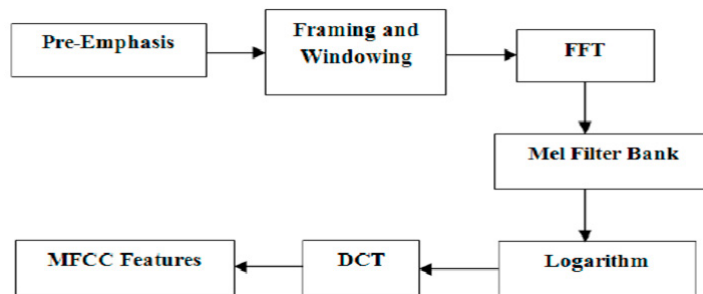 Pre-Emphasis
Framing and
Windowing
FFT
Mel Filter Bank
Logarithm
DCT
MFCC Features